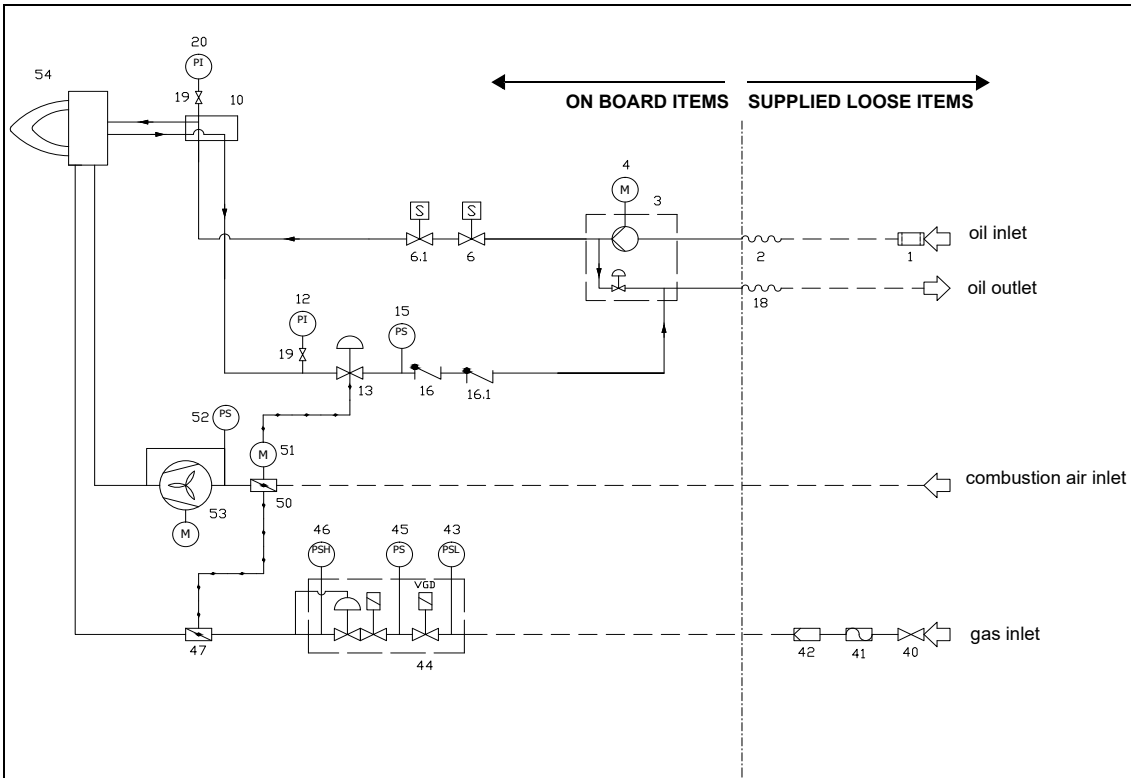 20
54
PI
19
10
ON BOARD ITEMS
SUPPLIED LOOSE ITEMS
4
M
3
S
S
6.1
6
2
1
oil inlet
18
oil outlet
12
PI
19
15
PS
13
16
16.1
52
PS
M
51
50
53
M
combustion air inlet
46
PSH
45
PS
43
PSL
VGD
47
44
42
41
40
gas inlet